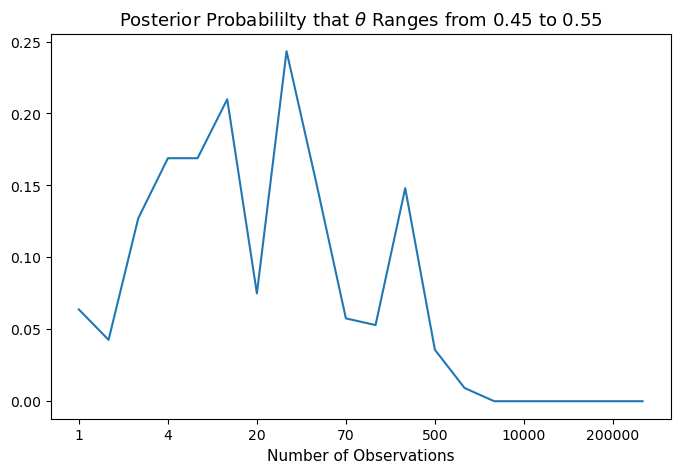 Posterior Probabililty that θ Ranges from 0.45 to 0.55
0.25
0.20
0.15
0.10
0.05
0.00
1 4 20 70 500 10000 200000
Number of Observations